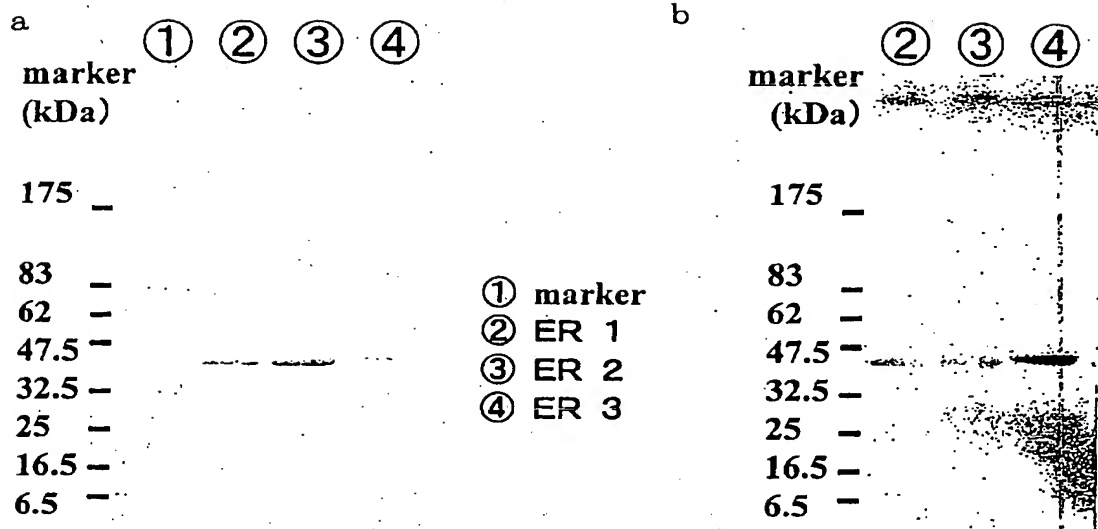 a
① ② ③ ④
marker
(kDa)
175
83
62
47.5
32.5
25
16.5
6.5
① marker
② ER 1
③ ER 2
④ ER 3
b
② ③ ④
marker
(kDa)
175
83
62
47.5
32.5
25
16.5
6.5